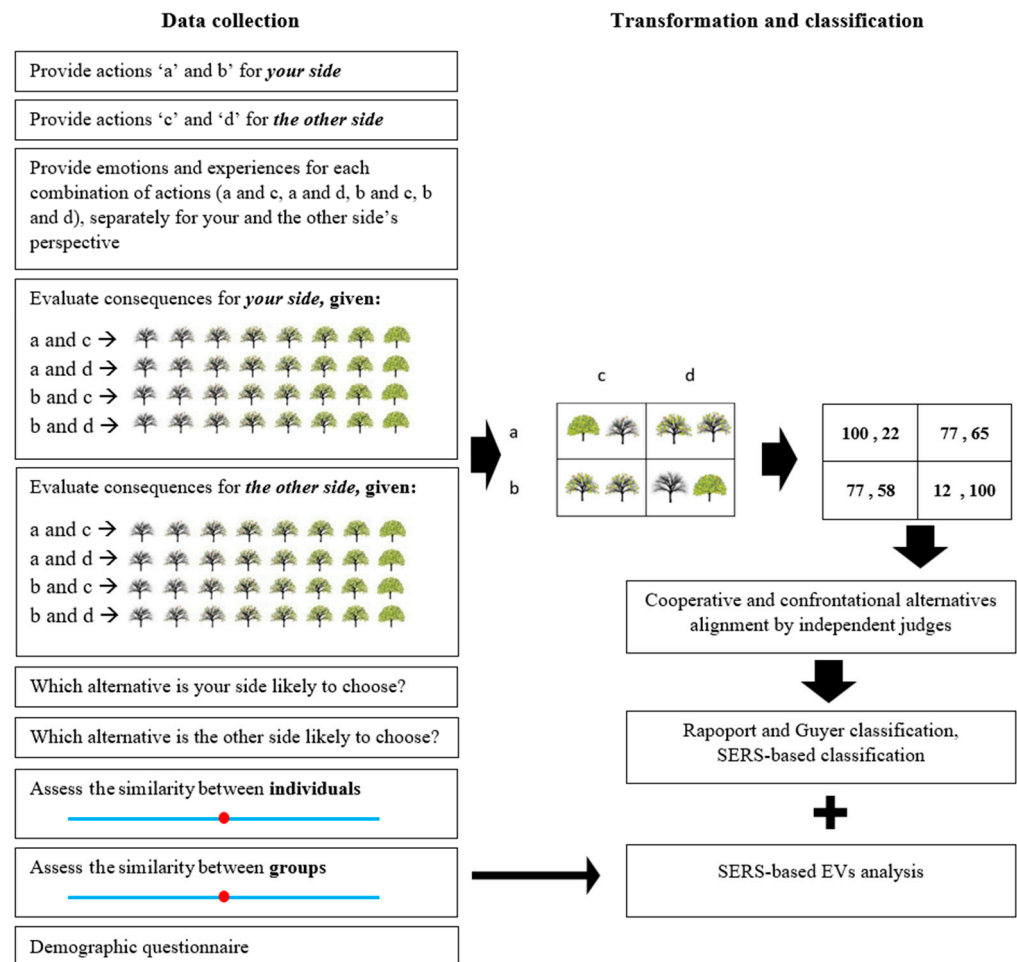 Data collection
Provide actions ‘a’ and b’ for your side
Provide actions ‘c’ and ‘d’ for the other side
Provide emotions and experiences for each
combination of actions (a and c, a and d, b and c, b
and d), separately for your and the other side’s
perspective
Evaluate consequences for your side, given:
a and c →
a and d →
b and c →
b and d →
Evaluate consequences for the other side, given:
a and c →
a and d →
b and c →
b and d →
Which alternative is your side likely to choose?
Which alternative is the other side likely to choose?
Assess the similarity between individuals
Assess the similarity between groups
Demographic questionnaire
Transformation and classification
c d
a
b
100 , 22 77 , 65
77 , 58 12 , 100
Cooperative and confrontational alternatives
alignment by independent judges
Rapoport and Guyer classification,
SERS-based classification
SERS-based EVs analysis